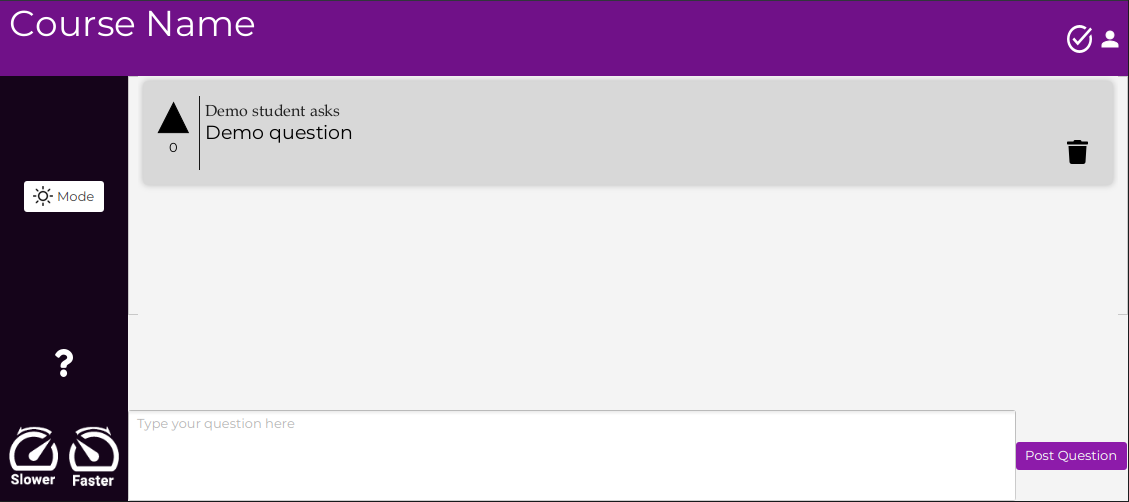 Course Name
Demo student asks
Demo question
0
Mode
?
Type your question here
Post Question
Slower
Faster